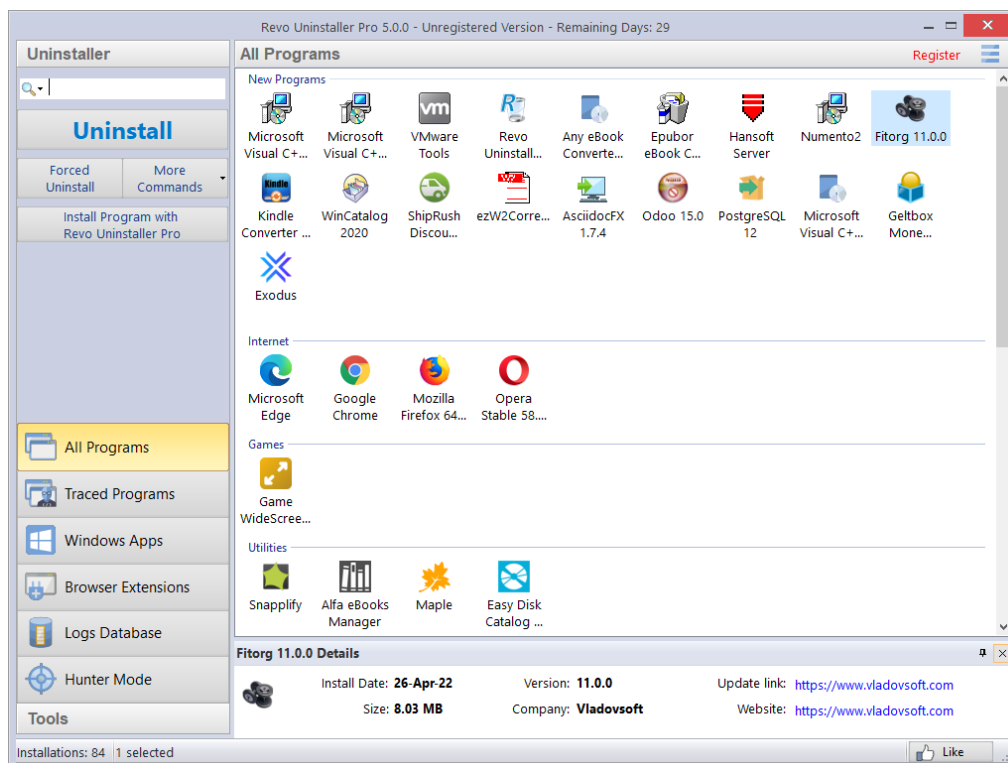 Revo Uninstaller Pro 5.0.0 - Unregistered Version - Remaining Days: 29
Uninstaller
Uninstall
Forced
Uninstall
More
Commands
Install Program with
Revo Uninstaller Pro
All Programs
Traced Programs
Windows Apps
Browser Extensions
Logs Database
Hunter Mode
Tools
All Programs
Register
New Programs
Microsoft
Visual C+...
Microsoft
Visual C+...
vm
VMware
Tools
Revo
Uninstall...
Any eBook
Converte...
Epubor
eBook C...
Hansoft
Server
Numento2
Fitorg 11.0.0
Kindle
Kindle
Converter ...
WinCatalog
2020
ShipRush
Discou...
ezW2Corre...
AsciidocFX
1.7.4
Odoo 15.0
PostgreSQL
12
Microsoft
Visual C+...
Geltbox
Mone...
Exodus
Internet
Microsoft
Edge
Google
Chrome
Mozilla
Firefox 64...
Opera
Stable 58....
Games
Game
WideScree...
Utilities
Snapplify
Alfa eBooks
Manager
Maple
Easy Disk
Catalog ...
Fitorg 11.0.0 Details
Install Date: 26-Apr-22
Version: 11.0.0
Update link: https://www.vladovsoft.com
Size: 8.03 MB
Company: Vladovsoft
Website: https://www.vladovsoft.com
Installations: 84
1 selected
Like